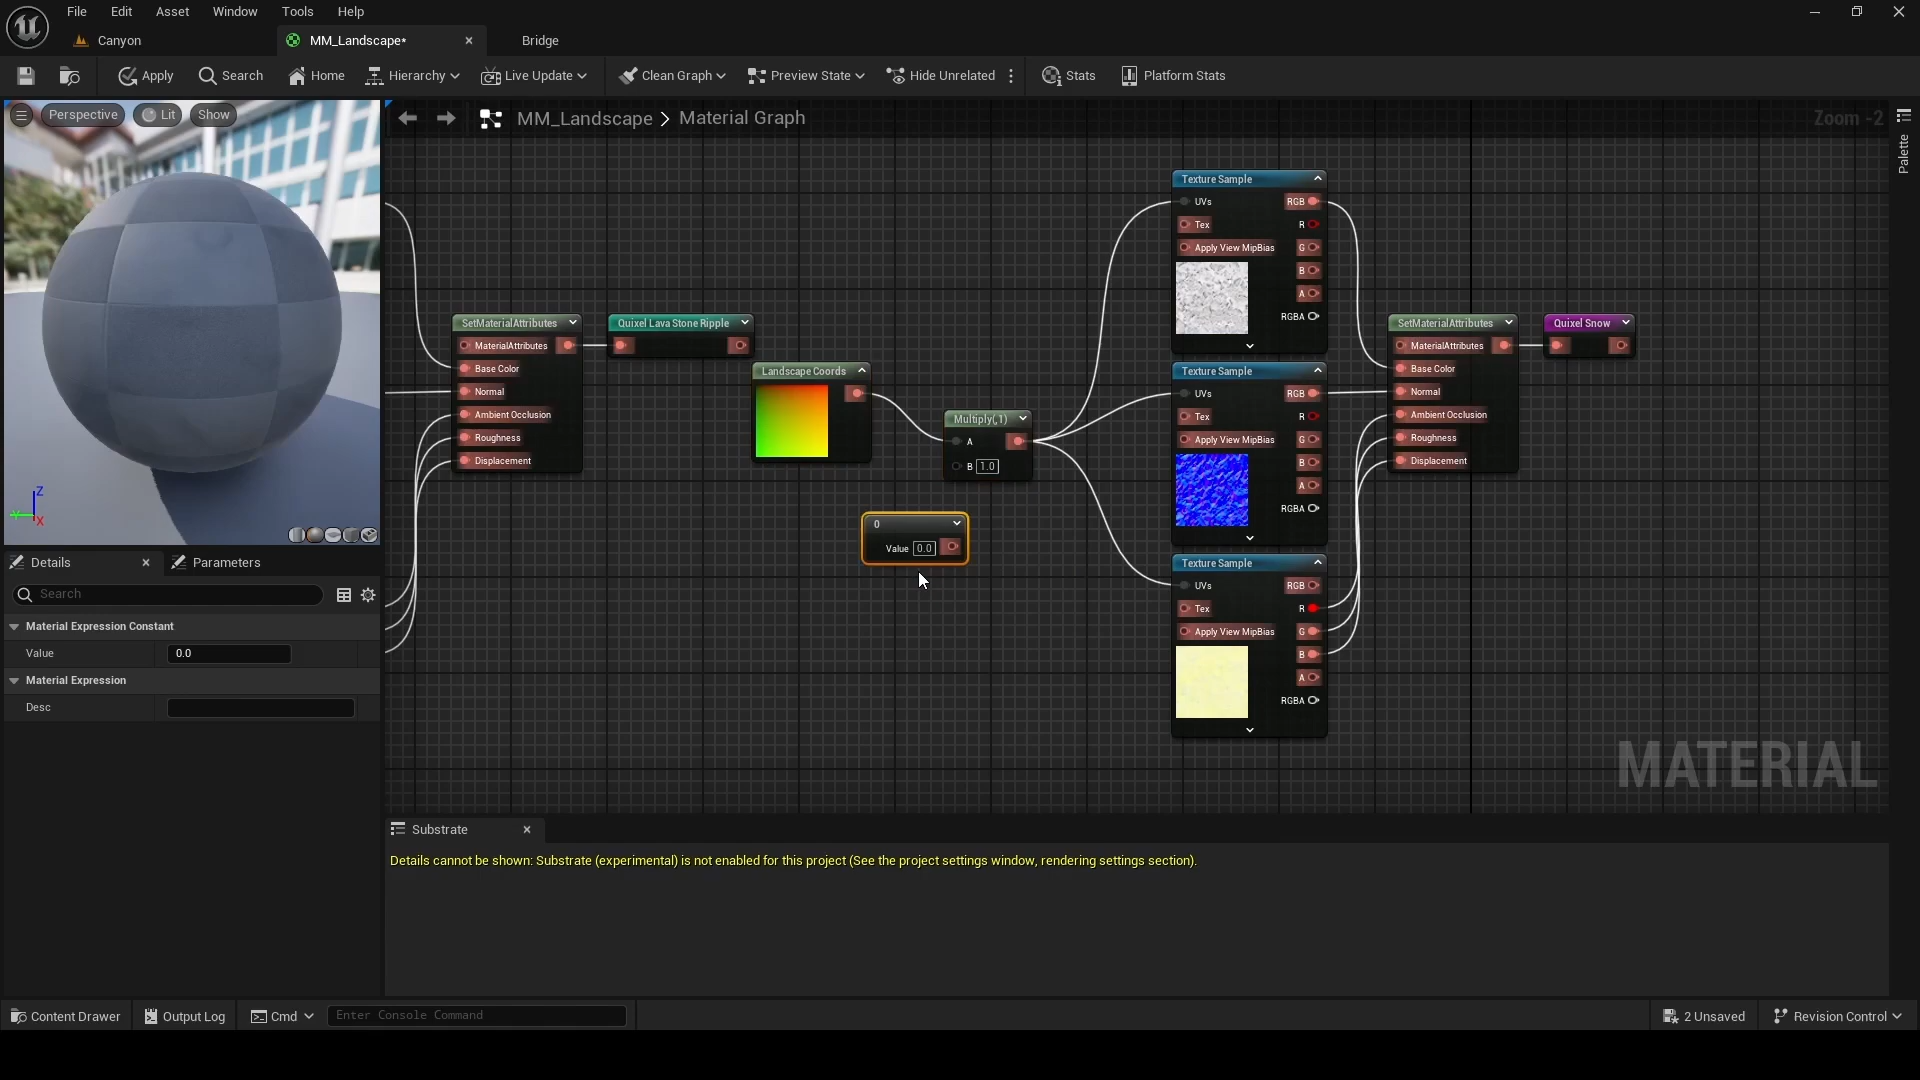 File Edit Asset Window Tools Help
Canyon MM_Landscape* Bridge
Apply Search Home Hierarchy Live Update Clean Graph Preview State Hide Unrelated Stats Platform Stats
Perspective Lit Show
MM_Landscape > Material Graph
Zoom -2
Palette
Texture Sample
UVs RGB
Tex R
Apply View MipBias G
B
A
RGBA
SetMaterialAttributes
MaterialAttributes
Base Color
Normal
Ambient Occlusion
Roughness
Displacement
Quixel Lava Stone Ripple
Landscape Coords
Multiply(,1)
A
B 1.0
0
Value 0.0
Texture Sample
UVs RGB
Tex R
Apply View MipBias G
B
A
RGBA
Texture Sample
UVs RGB
Tex R
Apply View MipBias G
B
A
RGBA
SetMaterialAttributes
MaterialAttributes
Base Color
Normal
Ambient Occlusion
Roughness
Displacement
Quixel Snow
MATERIAL
Z
Y
X
Details Parameters
Search
Material Expression Constant
Value 0.0
Material Expression
Desc
Substrate
Details cannot be shown: Substrate (experimental) is not enabled for this project (See the project settings window, rendering settings section).
Content Drawer Output Log Cmd Enter Console Command 2 Unsaved Revision Control